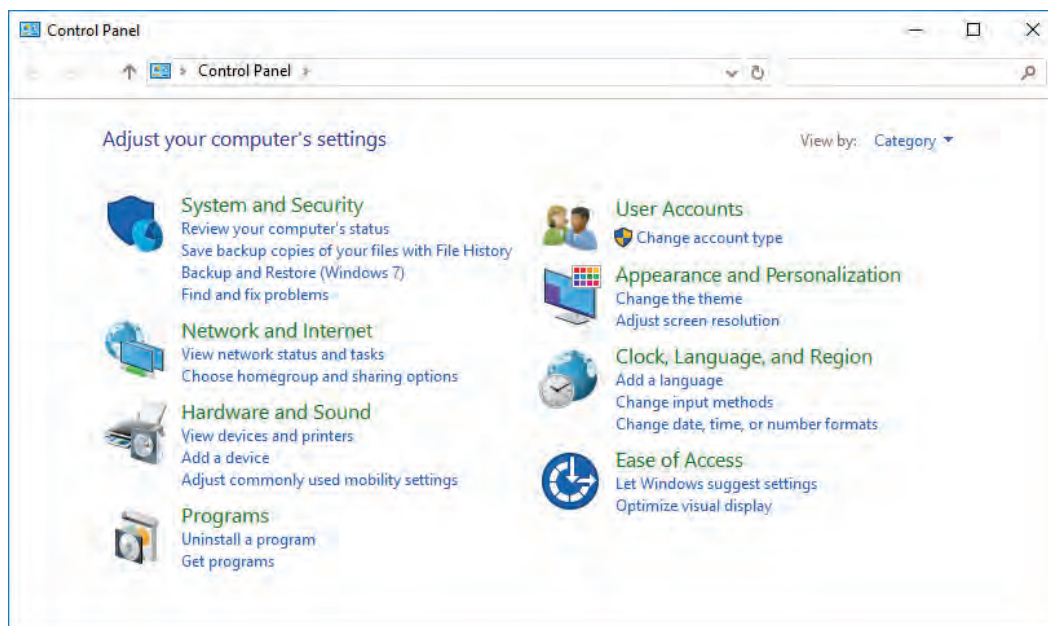 Control Panel
Control Panel
Adjust your computer's settings
View by: Category
System and Security
Review your computer's status
Save backup copies of your files with File History
Backup and Restore (Windows 7)
Find and fix problems
Network and Internet
View network status and tasks
Choose homegroup and sharing options
Hardware and Sound
View devices and printers
Add a device
Adjust commonly used mobility settings
Programs
Uninstall a program
Get programs
User Accounts
Change account type
Appearance and Personalization
Change the theme
Adjust screen resolution
Clock, Language, and Region
Add a language
Change input methods
Change date, time, or number formats
Ease of Access
Let Windows suggest settings
Optimize visual display